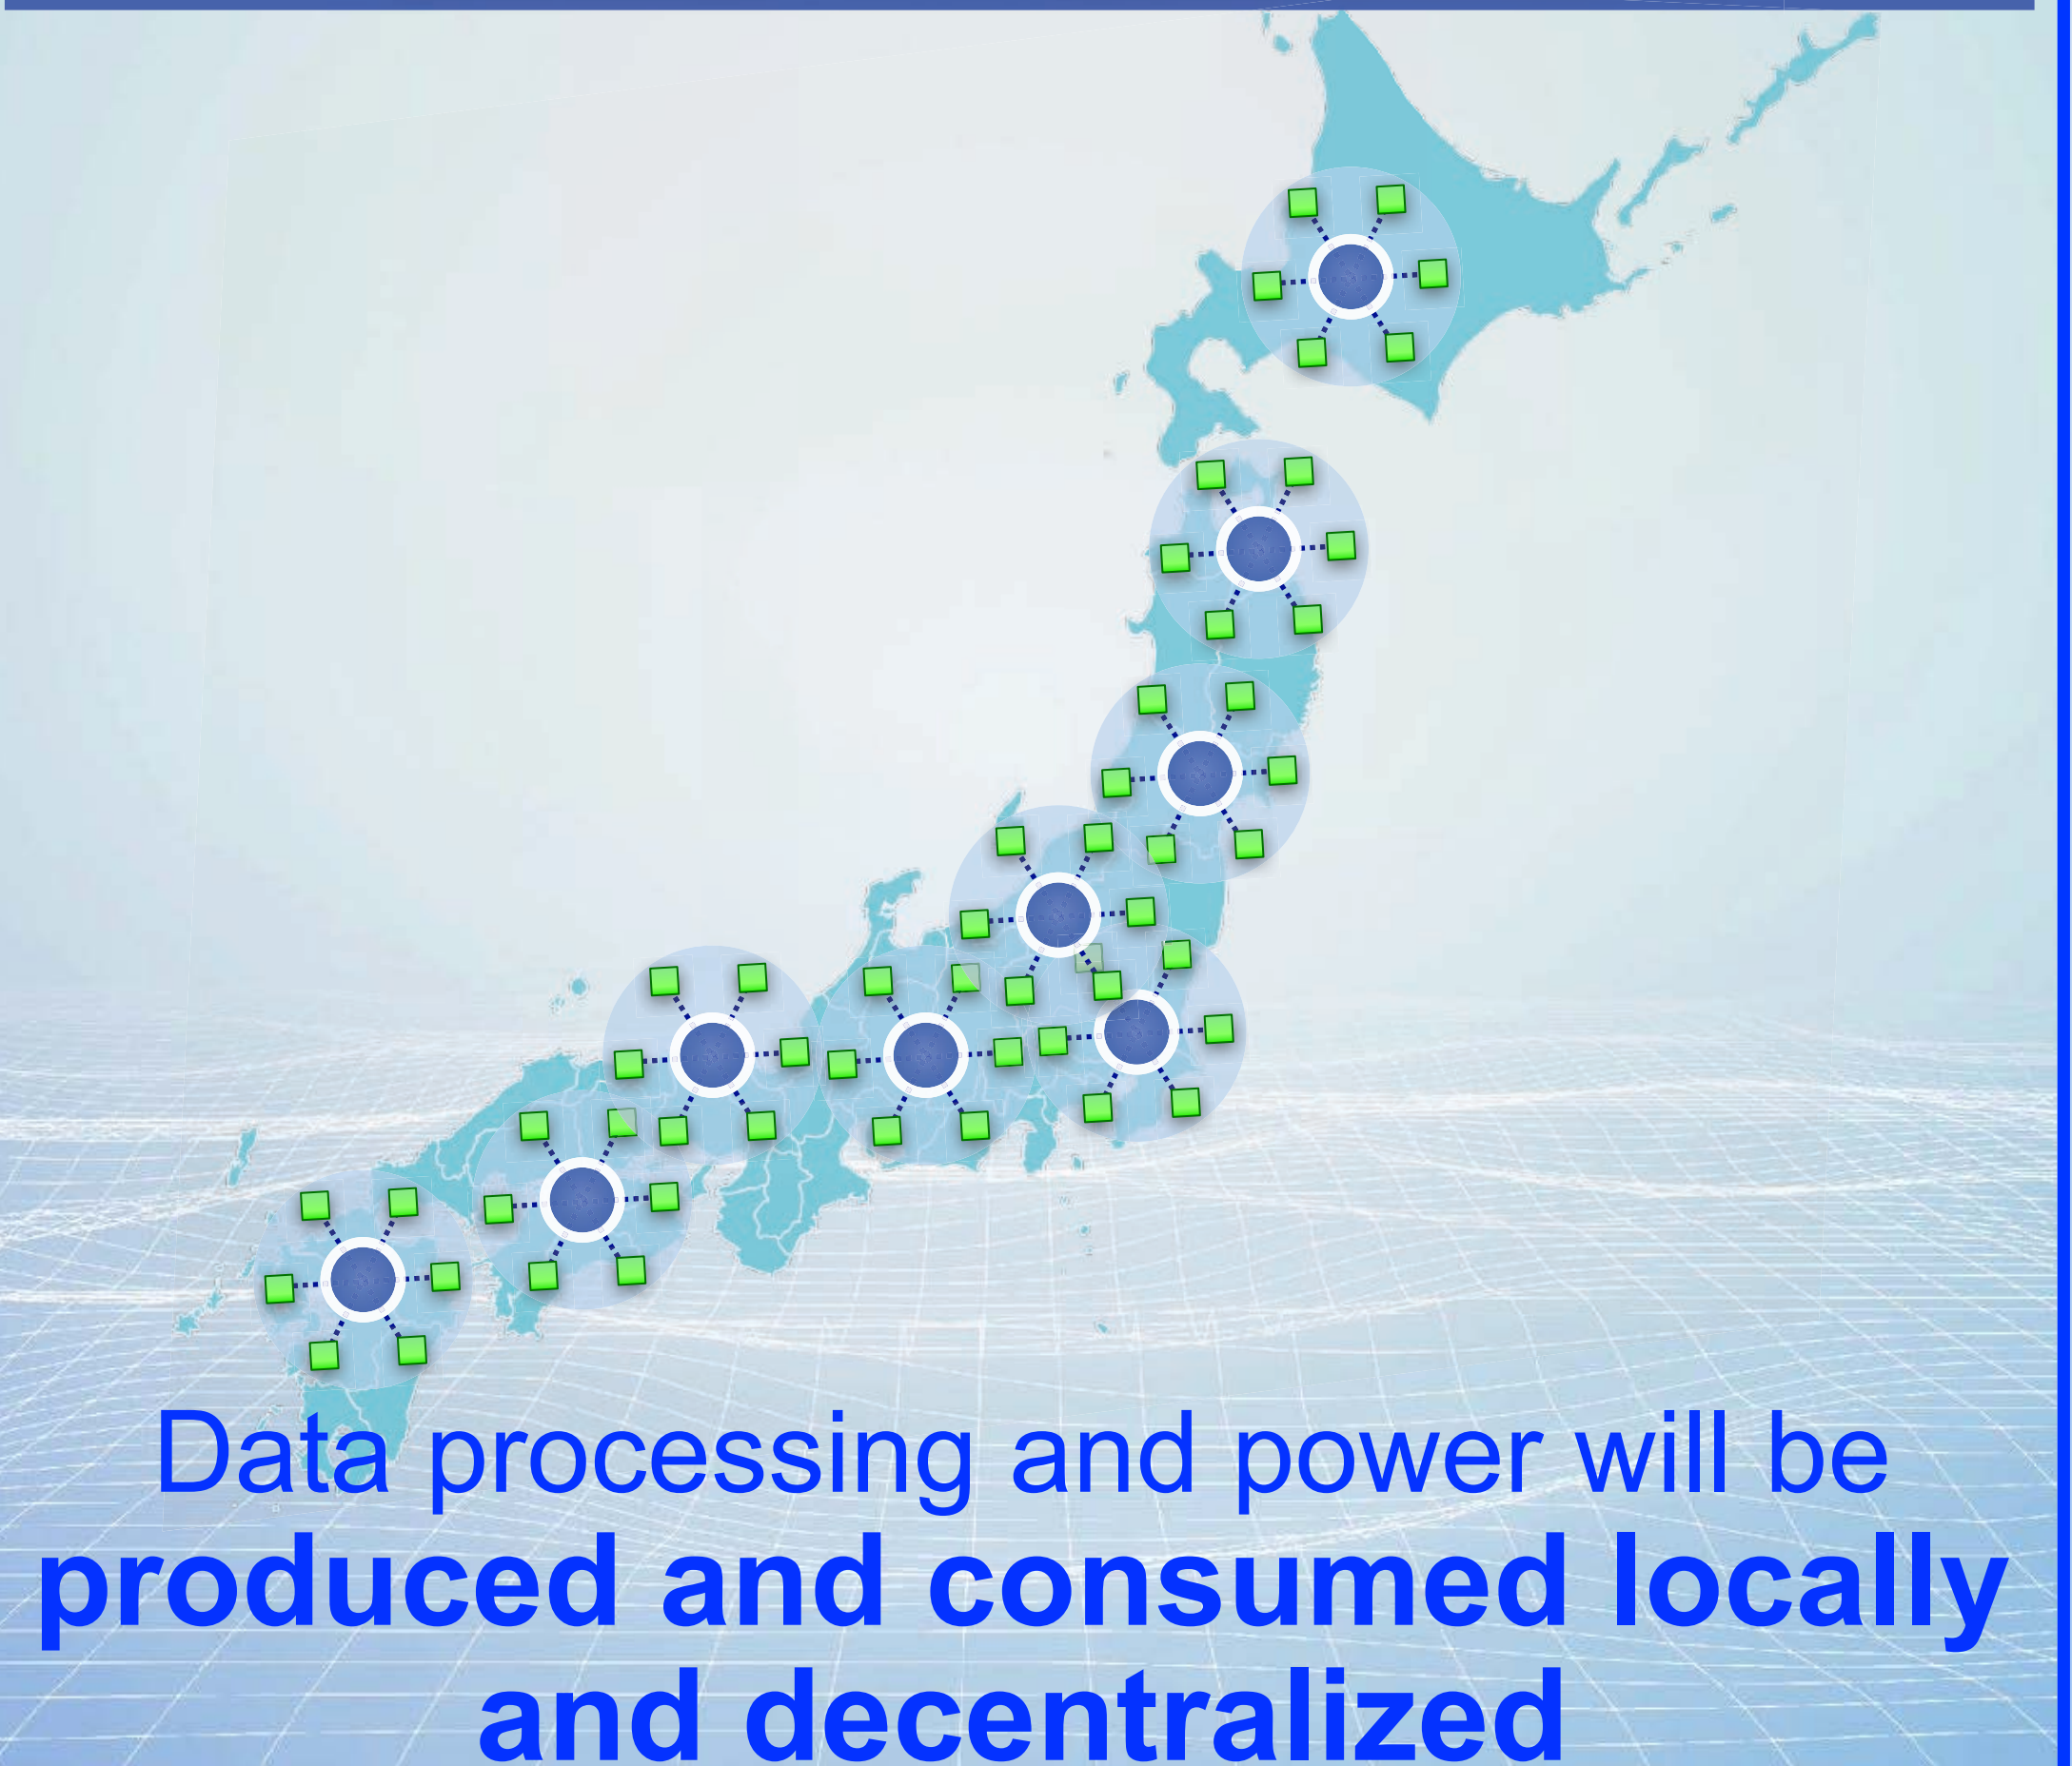 Data processing and power will be
produced and consumed locally
and decentralized